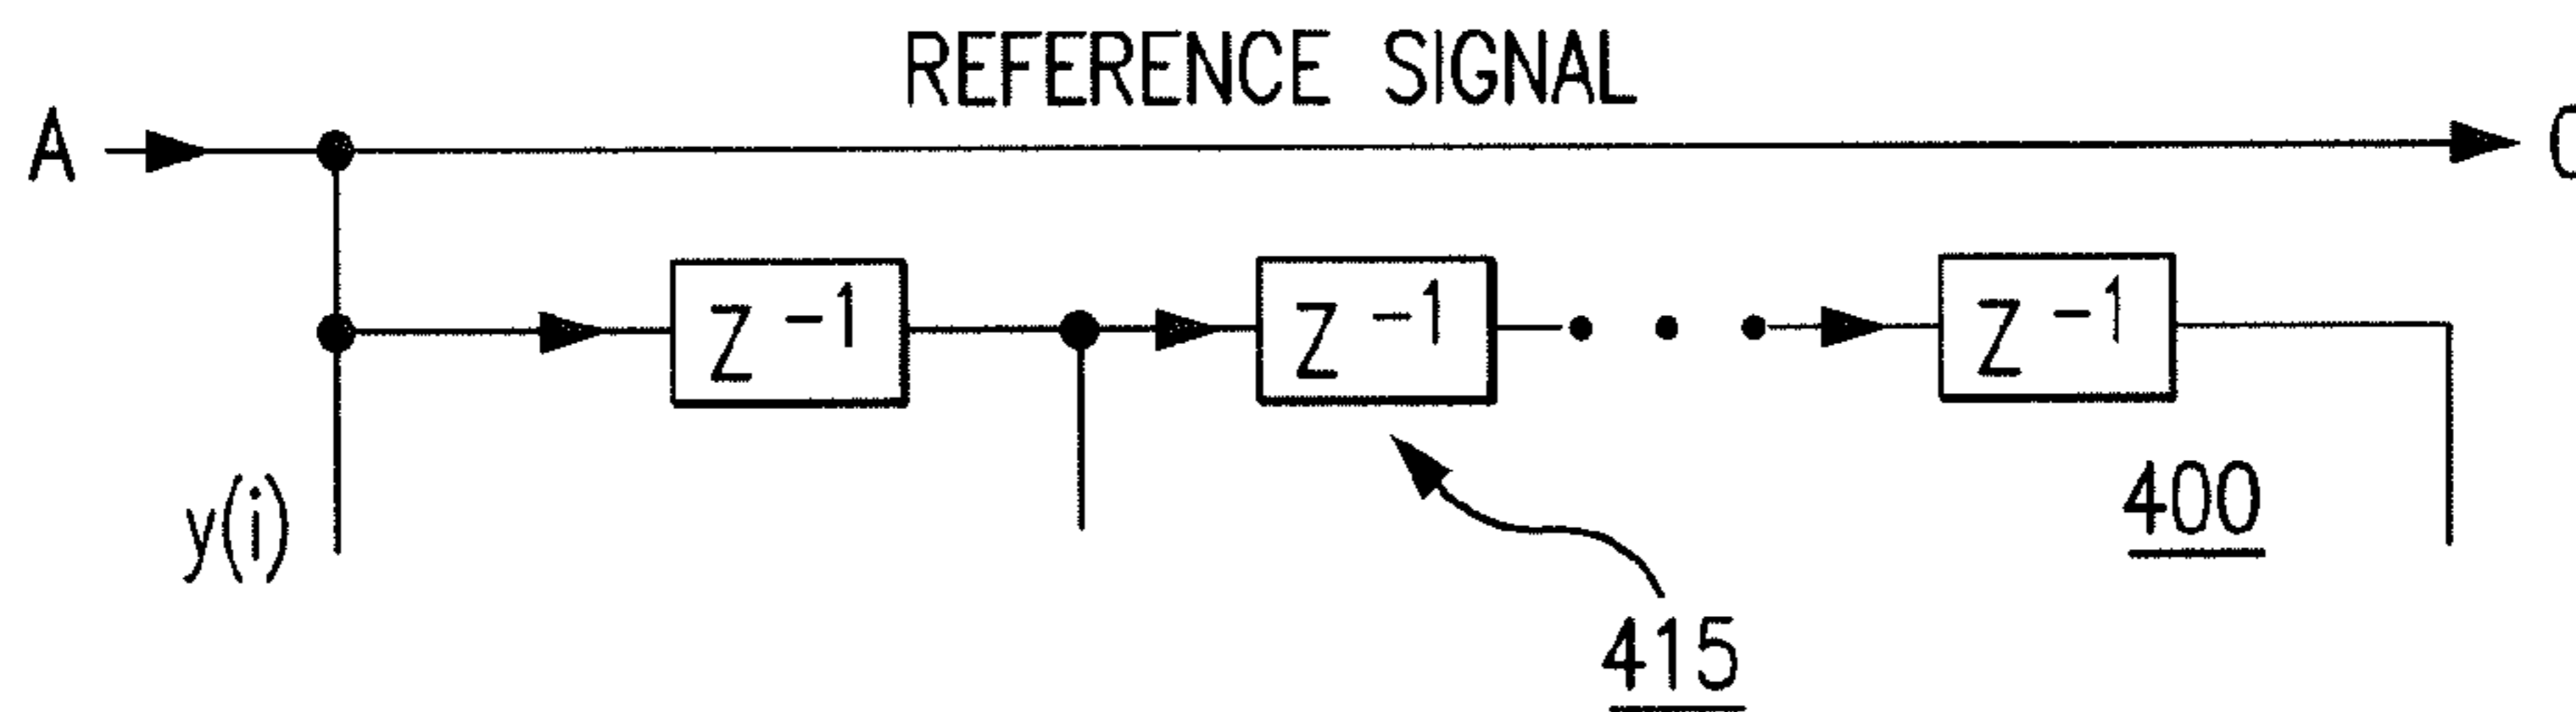 REFERENCE SIGNAL
A
Z⁻¹ Z⁻¹ Z⁻¹
y(i)
400
415